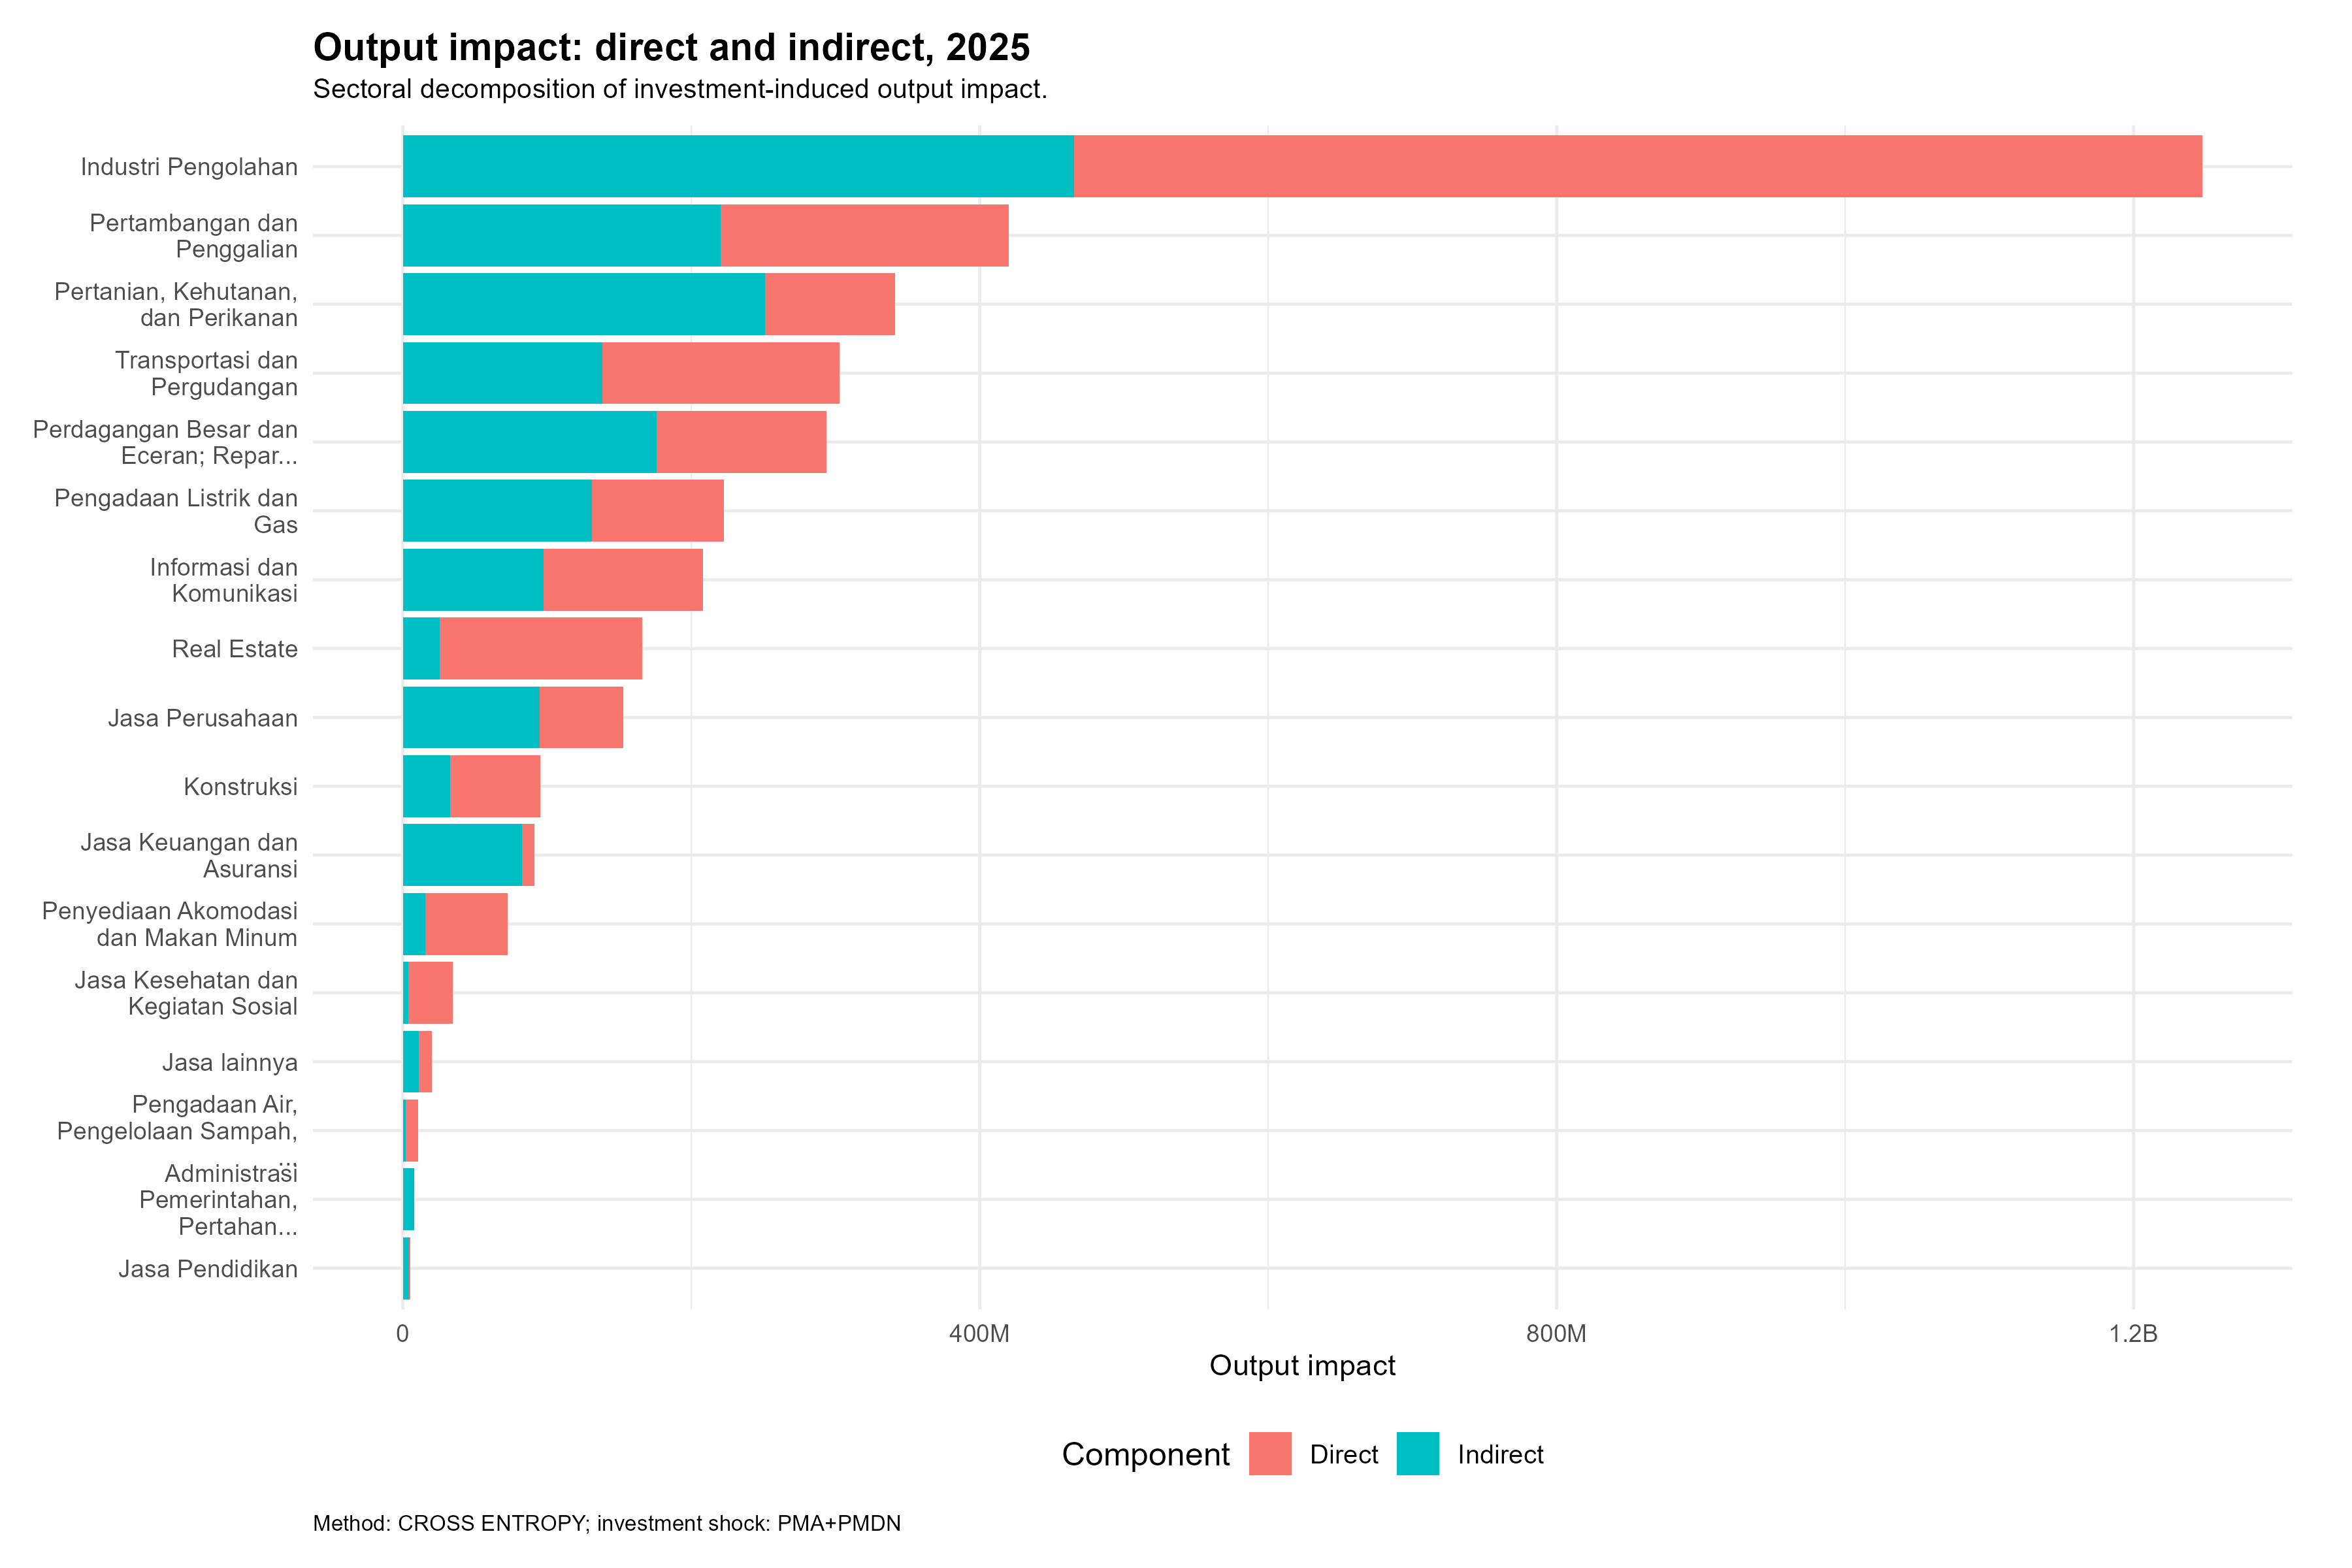 Output impact: direct and indirect, 2025
Sectoral decomposition of investment-induced output impact.
Industri Pengolahan
Pertambangan dan
Penggalian
Pertanian, Kehutanan,
dan Perikanan
Transportasi dan
Pergudangan
Perdagangan Besar dan
Eceran; Repar...
Pengadaan Listrik dan
Gas
Informasi dan
Komunikasi
Real Estate
Jasa Perusahaan
Konstruksi
Jasa Keuangan dan
Asuransi
Penyediaan Akomodasi
dan Makan Minum
Jasa Kesehatan dan
Kegiatan Sosial
Jasa lainnya
Pengadaan Air,
Pengelolaan Sampah,
...
Administrasi
Pemerintahan,
Pertahan...
Jasa Pendidikan
0 400M 800M 1.2B
Output impact
Component Direct Indirect
Method: CROSS ENTROPY; investment shock: PMA+PMDN